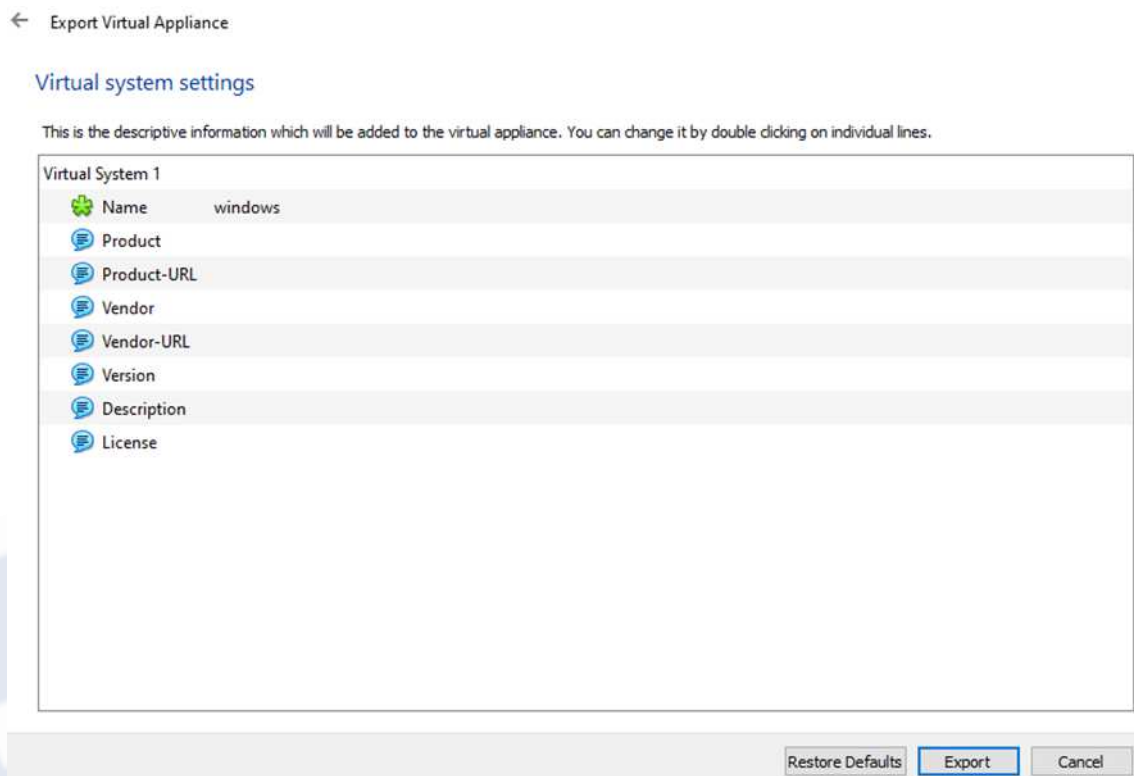 Export Virtual Appliance
Virtual system settings
This is the descriptive information which will be added to the virtual appliance. You can change it by double clicking on individual lines.
Virtual System 1
Name windows
Product
Product-URL
Vendor
Vendor-URL
Version
Description
License
Restore Defaults Export Cancel